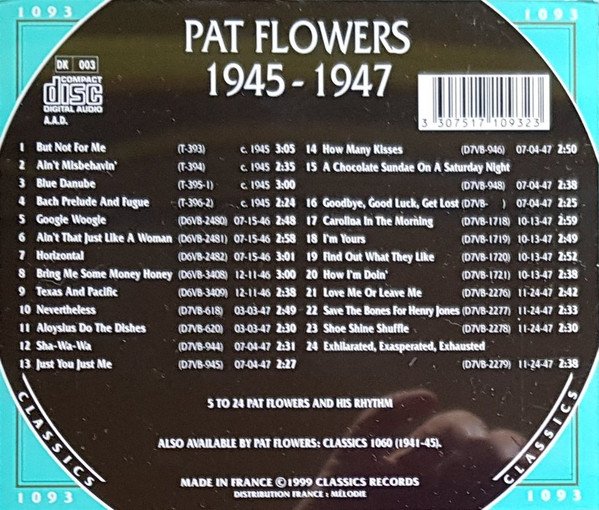 1093
1093
PAT FLOWERS
1945 - 1947
DK 003
COMPACT
disc
DIGITAL AUDIO
A.A.D.
3 307517 109323
1 But Not For Me (T-393) c. 1945 3:05
2 Ain't Misbehavin' (T-394) c. 1945 2:35
3 Blue Danube (T-395-1) c. 1945 3:00
4 Bach Prelude And Fugue (T-396-2) c. 1945 2:24
5 Google Woogie (D6VB-2480) 07-15-46 2:48
6 Ain't That Just Like A Woman (D6VB-2481) 07-15-46 2:58
7 Horizontal (D6VB-2482) 07-15-46 3:01
8 Bring Me Some Money Honey (D6VB-3408) 12-11-46 3:00
9 Texas And Pacific (D6VB-3409) 12-11-46 2:38
10 Nevertheless (D7VB-618) 03-03-47 2:49
11 Aloysius Do The Dishes (D7VB-620) 03-03-47 2:30
12 Sha-Wa-Wa (D7VB-944) 07-04-47 2:31
13 Just You Just Me (D7VB-945) 07-04-47 2:27
14 How Many Kisses (D7VB-946) 07-04-47 2:50
15 A Chocolate Sundae On A Saturday Night
(D7VB-948) 07-04-47 2:38
16 Goodbye, Good Luck, Get Lost (D7VB- ) 07-04-47 2:25
17 Carolina In The Morning (D7VB-1718) 10-13-47 2:59
18 I'm Yours (D7VB-1719) 10-13-47 2:49
19 Find Out What They Like (D7VB-1720) 10-13-47 2:52
20 How I'm Doin' (D7VB-1721) 10-13-47 2:38
21 Love Me Or Leave Me (D7VB-2276) 11-24-47 2:42
22 Save The Bones For Henry Jones (D7VB-2277) 11-24-47 2:33
23 Shoe Shine Shuffle (D7VB-2278) 11-24-47 2:30
24 Exhilarated, Exasperated, Exhausted
(D7VB-2279) 11-24-47 2:38
5 TO 24 PAT FLOWERS AND HIS RHYTHM
ALSO AVAILABLE BY PAT FLOWERS: CLASSICS 1060 (1941-45).
CLASSICS
CLASSICS
MADE IN FRANCE ©1999 CLASSICS RECORDS
DISTRIBUTION FRANCE : MÉLODIE
1093
1093